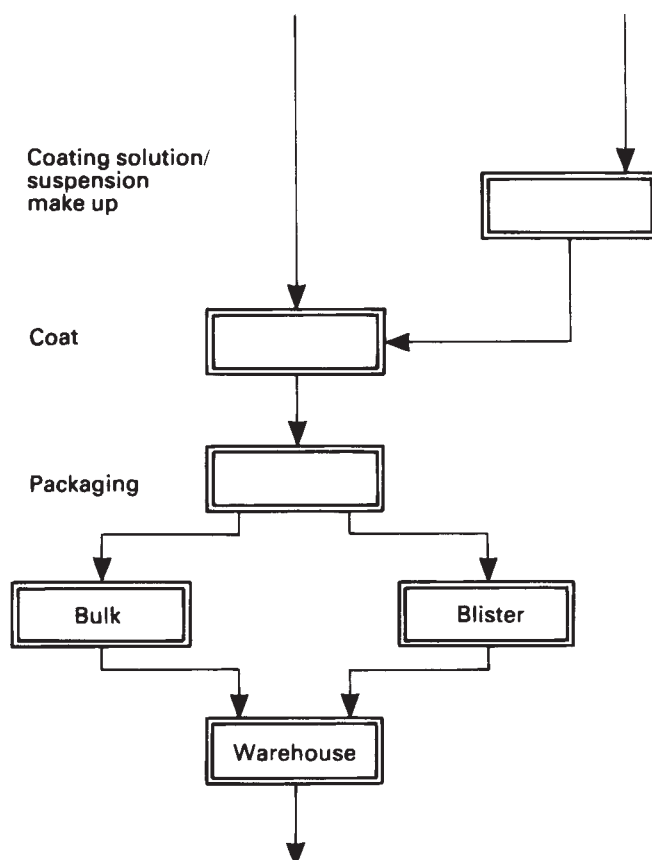 Coating solution/
suspension
make up
Coat
Packaging
Bulk
Blister
Warehouse